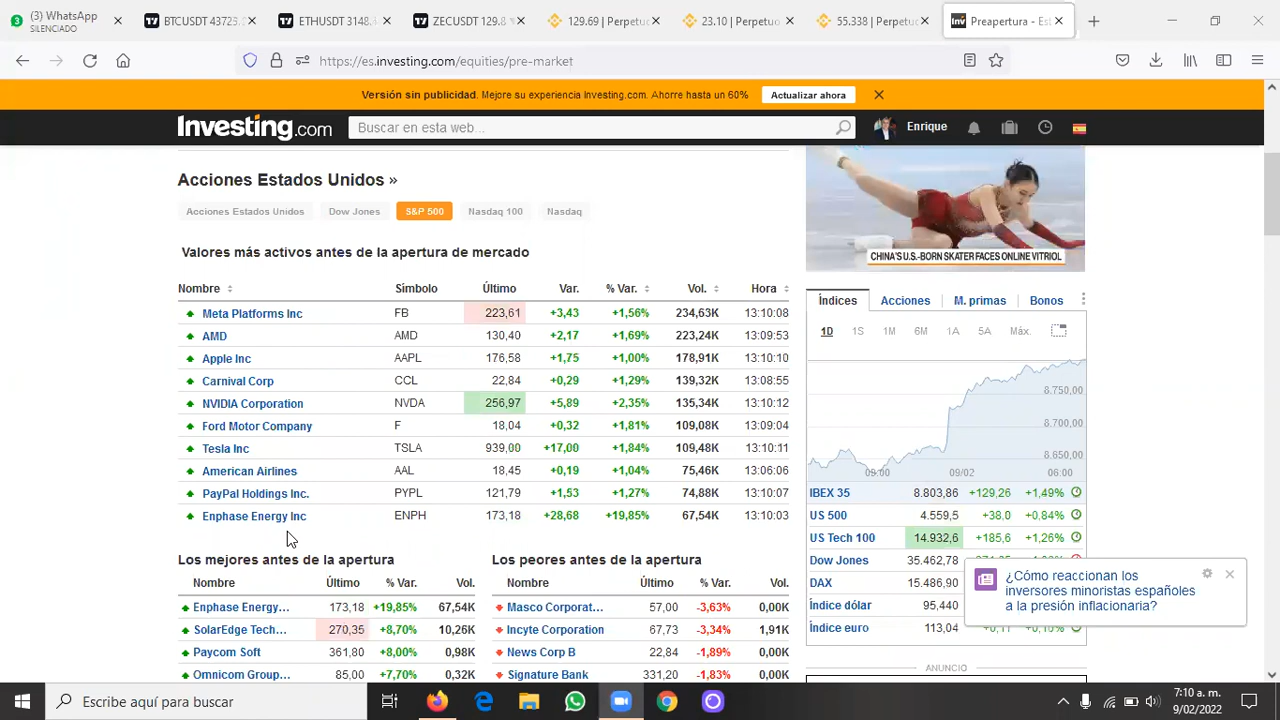 (3) WhatsApp
SILENCIADO
BTCUSDT 43723.
ETHUSDT 3148.
ZECUSDT 129.8
129.69 | Perpetuo
23.10 | Perpetuo
55.338 | Perpetuo
Preapertura - Es
https://es.investing.com/equities/pre-market
Versión sin publicidad. Mejore su experiencia Investing.com. Ahorre hasta un 60%
Actualizar ahora
Investing.com
Buscar en esta web...
Enrique
Acciones Estados Unidos »
Acciones Estados Unidos
Dow Jones
S&P 500
Nasdaq 100
Nasdaq
CHINA'S U.S.-BORN SKATER FACES ONLINE VITRIOL
Valores más activos antes de la apertura de mercado
Nombre Símbolo Último Var. % Var. Vol. Hora
Meta Platforms Inc FB 223,61 +3,43 +1,56% 234,63K 13:10:08
AMD AMD 130,40 +2,17 +1,69% 223,24K 13:09:53
Apple Inc AAPL 176,58 +1,75 +1,00% 178,91K 13:10:10
Carnival Corp CCL 22,84 +0,29 +1,29% 139,32K 13:08:55
NVIDIA Corporation NVDA 256,97 +5,89 +2,35% 135,34K 13:10:12
Ford Motor Company F 18,04 +0,32 +1,81% 109,08K 13:09:04
Tesla Inc TSLA 939,00 +17,00 +1,84% 109,48K 13:10:11
American Airlines AAL 18,45 +0,19 +1,04% 75,46K 13:06:06
PayPal Holdings Inc. PYPL 121,79 +1,53 +1,27% 74,88K 13:10:07
Enphase Energy Inc ENPH 173,18 +28,68 +19,85% 67,54K 13:10:03
Los mejores antes de la apertura
Nombre Último % Var. Vol.
Enphase Energy... 173,18 +19,85% 67,54K
SolarEdge Tech... 270,35 +8,70% 10,26K
Paycom Soft 361,80 +8,00% 0,98K
Omnicom Group... 85,00 +7,70% 0,32K
Los peores antes de la apertura
Nombre Último % Var. Vol.
Masco Corporat... 57,00 -3,63% 0,00K
Incyte Corporation 67,73 -3,34% 1,91K
News Corp B 22,84 -1,89% 0,00K
Signature Bank 331,20 -1,83% 0,00K
Índices Acciones M. primas Bonos
1D 1S 1M 6M 1A 5A Máx.
8.750,00
8.700,00
8.650,00
09:00 09/02 06:00
IBEX 35 8.803,86 +129,26 +1,49%
US 500 4.559,5 +38,0 +0,84%
US Tech 100 14.932,6 +185,6 +1,26%
Dow Jones 35.462,78
DAX 15.486,90
Índice dólar 95,440
Índice euro 113,04
¿Cómo reaccionan los
inversores minoristas españoles
a la presión inflacionaria?
ANUNCIO
Escribe aquí para buscar
7:10 a. m.
9/02/2022